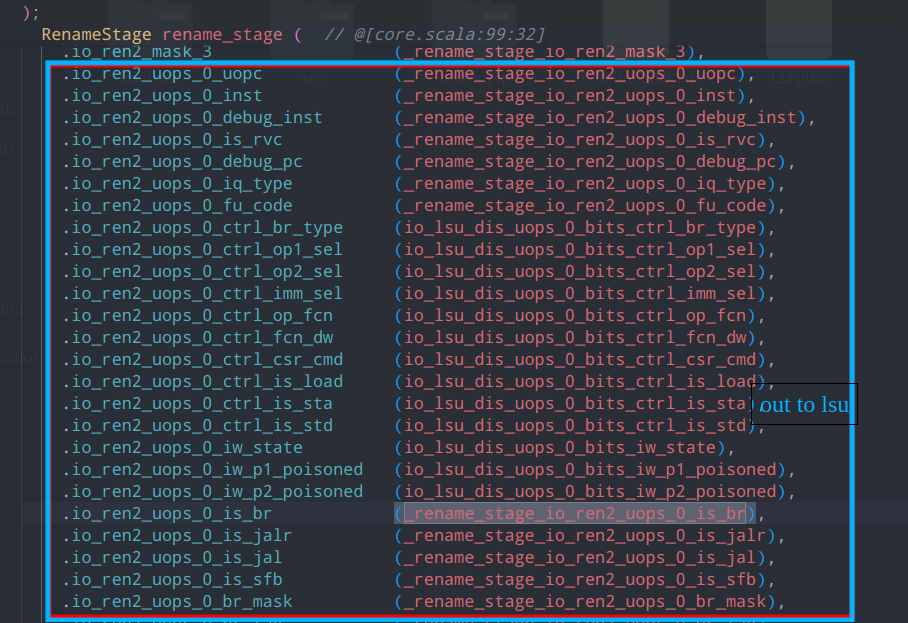 );
RenameStage rename_stage (  // @[core.scala:99:32]
.io_ren2_mask_3 (_rename_stage_io_ren2_mask_3),
.io_ren2_uops_0_uopc (_rename_stage_io_ren2_uops_0_uopc),
.io_ren2_uops_0_inst (_rename_stage_io_ren2_uops_0_inst),
.io_ren2_uops_0_debug_inst (_rename_stage_io_ren2_uops_0_debug_inst),
.io_ren2_uops_0_is_rvc (_rename_stage_io_ren2_uops_0_is_rvc),
.io_ren2_uops_0_debug_pc (_rename_stage_io_ren2_uops_0_debug_pc),
.io_ren2_uops_0_iq_type (_rename_stage_io_ren2_uops_0_iq_type),
.io_ren2_uops_0_fu_code (_rename_stage_io_ren2_uops_0_fu_code),
.io_ren2_uops_0_ctrl_br_type (io_lsu_dis_uops_0_bits_ctrl_br_type),
.io_ren2_uops_0_ctrl_op1_sel (io_lsu_dis_uops_0_bits_ctrl_op1_sel),
.io_ren2_uops_0_ctrl_op2_sel (io_lsu_dis_uops_0_bits_ctrl_op2_sel),
.io_ren2_uops_0_ctrl_imm_sel (io_lsu_dis_uops_0_bits_ctrl_imm_sel),
.io_ren2_uops_0_ctrl_op_fcn (io_lsu_dis_uops_0_bits_ctrl_op_fcn),
.io_ren2_uops_0_ctrl_fcn_dw (io_lsu_dis_uops_0_bits_ctrl_fcn_dw),
.io_ren2_uops_0_ctrl_csr_cmd (io_lsu_dis_uops_0_bits_ctrl_csr_cmd),
.io_ren2_uops_0_ctrl_is_load (io_lsu_dis_uops_0_bits_ctrl_is_load),
.io_ren2_uops_0_ctrl_is_sta (io_lsu_dis_uops_0_bits_ctrl_is_sta),
out to lsu
.io_ren2_uops_0_ctrl_is_std (io_lsu_dis_uops_0_bits_ctrl_is_std),
.io_ren2_uops_0_iw_state (io_lsu_dis_uops_0_bits_iw_state),
.io_ren2_uops_0_iw_p1_poisoned (io_lsu_dis_uops_0_bits_iw_p1_poisoned),
.io_ren2_uops_0_iw_p2_poisoned (io_lsu_dis_uops_0_bits_iw_p2_poisoned),
.io_ren2_uops_0_is_br (_rename_stage_io_ren2_uops_0_is_br),
.io_ren2_uops_0_is_jalr (_rename_stage_io_ren2_uops_0_is_jalr),
.io_ren2_uops_0_is_jal (_rename_stage_io_ren2_uops_0_is_jal),
.io_ren2_uops_0_is_sfb (_rename_stage_io_ren2_uops_0_is_sfb),
.io_ren2_uops_0_br_mask (_rename_stage_io_ren2_uops_0_br_mask),